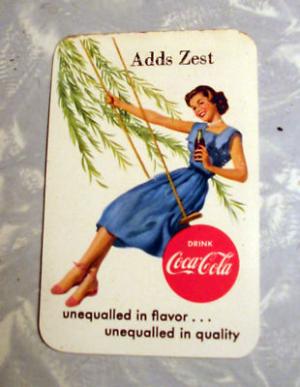 Adds Zest
DRINK
Coca-Cola
unequalled in flavor...
unequalled in quality